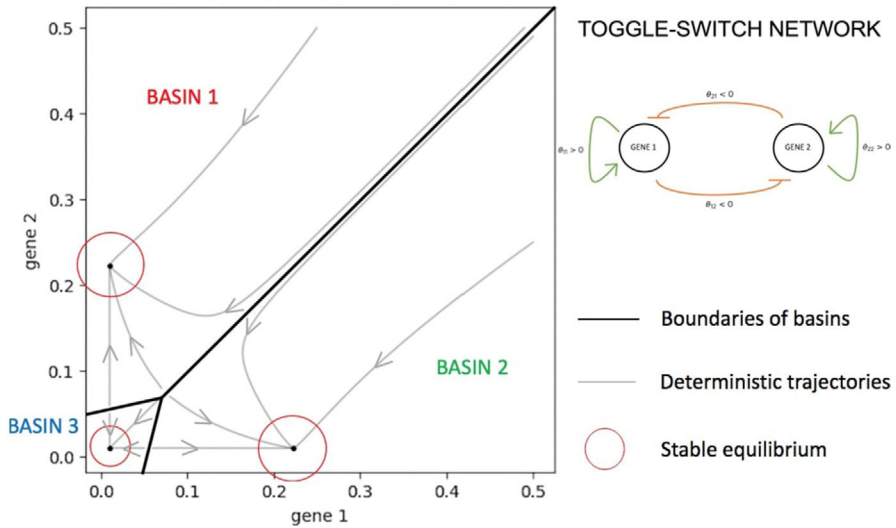 TOGGLE-SWITCH NETWORK
0.5
0.4
0.3
0.2
0.1
0.0
gene 2
BASIN 1
BASIN 2
BASIN 3
0.0 0.1 0.2 0.3 0.4 0.5
gene 1
θ21 < 0
θ11 > 0
GENE 1
GENE 2
θ22 > 0
θ12 < 0
Boundaries of basins
Deterministic trajectories
Stable equilibrium